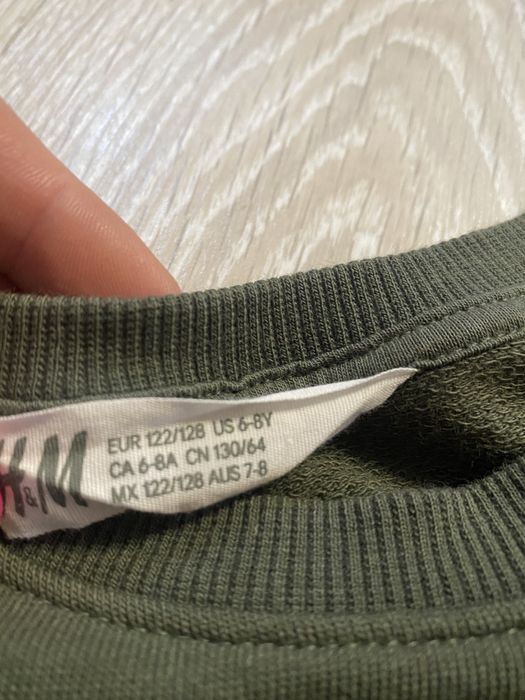 H&M
EUR 122/128 US 6-8Y
CA 6-8A CN 130/64
MX 122/128 AUS 7-8